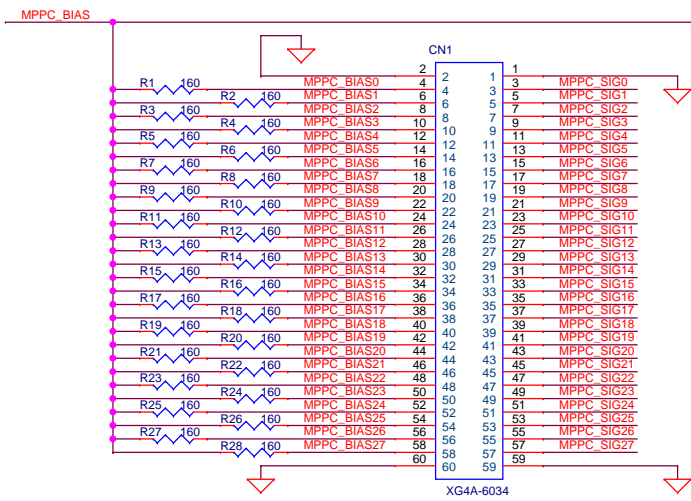 MPPC_BIAS
CN1
2 2 1 1
R1 160 MPPC_BIAS0 4 4 3 3 MPPC_SIG0
R2 160 MPPC_BIAS1 6 6 5 5 MPPC_SIG1
R3 160 MPPC_BIAS2 8 8 7 7 MPPC_SIG2
R4 160 MPPC_BIAS3 10 10 9 9 MPPC_SIG3
R5 160 MPPC_BIAS4 12 12 11 11 MPPC_SIG4
R6 160 MPPC_BIAS5 14 14 13 13 MPPC_SIG5
R7 160 MPPC_BIAS6 16 16 15 15 MPPC_SIG6
R8 160 MPPC_BIAS7 18 18 17 17 MPPC_SIG7
R9 160 MPPC_BIAS8 20 20 19 19 MPPC_SIG8
R10 160 MPPC_BIAS9 22 22 21 21 MPPC_SIG9
R11 160 MPPC_BIAS10 24 24 23 23 MPPC_SIG10
R12 160 MPPC_BIAS11 26 26 25 25 MPPC_SIG11
R13 160 MPPC_BIAS12 28 28 27 27 MPPC_SIG12
R14 160 MPPC_BIAS13 30 30 29 29 MPPC_SIG13
R15 160 MPPC_BIAS14 32 32 31 31 MPPC_SIG14
R16 160 MPPC_BIAS15 34 34 33 33 MPPC_SIG15
R17 160 MPPC_BIAS16 36 36 35 35 MPPC_SIG16
R18 160 MPPC_BIAS17 38 38 37 37 MPPC_SIG17
R19 160 MPPC_BIAS18 40 40 39 39 MPPC_SIG18
R20 160 MPPC_BIAS19 42 42 41 41 MPPC_SIG19
R21 160 MPPC_BIAS20 44 44 43 43 MPPC_SIG20
R22 160 MPPC_BIAS21 46 46 45 45 MPPC_SIG21
R23 160 MPPC_BIAS22 48 48 47 47 MPPC_SIG22
R24 160 MPPC_BIAS23 50 50 49 49 MPPC_SIG23
R25 160 MPPC_BIAS24 52 52 51 51 MPPC_SIG24
R26 160 MPPC_BIAS25 54 54 53 53 MPPC_SIG25
R27 160 MPPC_BIAS26 56 56 55 55 MPPC_SIG26
R28 160 MPPC_BIAS27 58 58 57 57 MPPC_SIG27
60 60 59 59
XG4A-6034